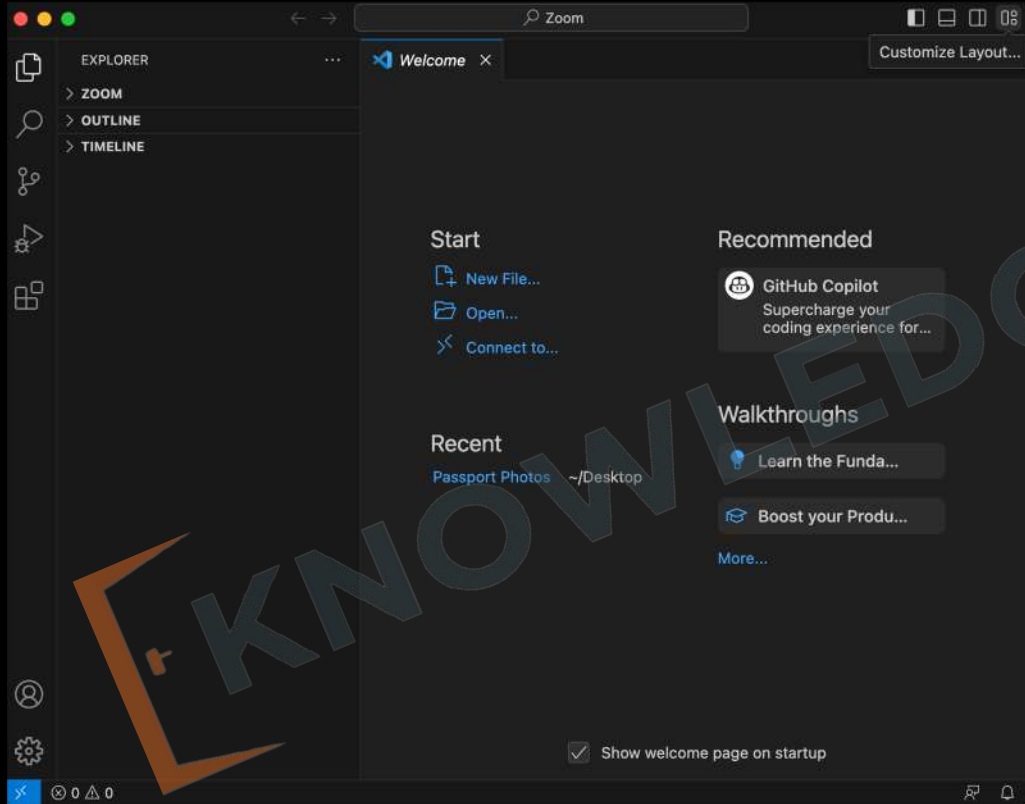 Zoom
Customize Layout...
EXPLORER
Welcome
ZOOM
OUTLINE
TIMELINE
Start
New File...
Open...
Connect to...
Recent
Passport Photos ~/Desktop
Recommended
GitHub Copilot
Supercharge your
coding experience for...
Walkthroughs
Learn the Funda...
Boost your Produ...
More...
KNOWLEDG
Show welcome page on startup
0 0